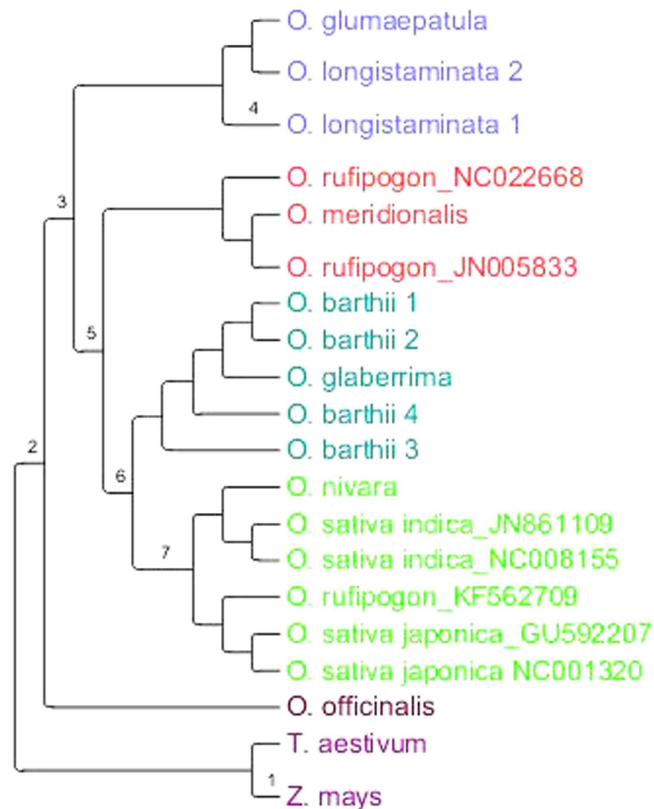 O. glumaepatula
O. longistaminata 2
4
O. longistaminata 1
O. rufipogon_NC022668
3
O. meridionalis
O. rufipogon_JN005833
O. barthii 1
5
O. barthii 2
O. glaberrima
O. barthii 4
2
O. barthii 3
6
O. nivara
O. sativa indica_JN861109
7
O. sativa indica_NC008155
O. rufipogon_KF562709
O. sativa japonica_GU592207
O. sativa japonica NC001320
O. officinalis
T. aestivum
1
Z. mays